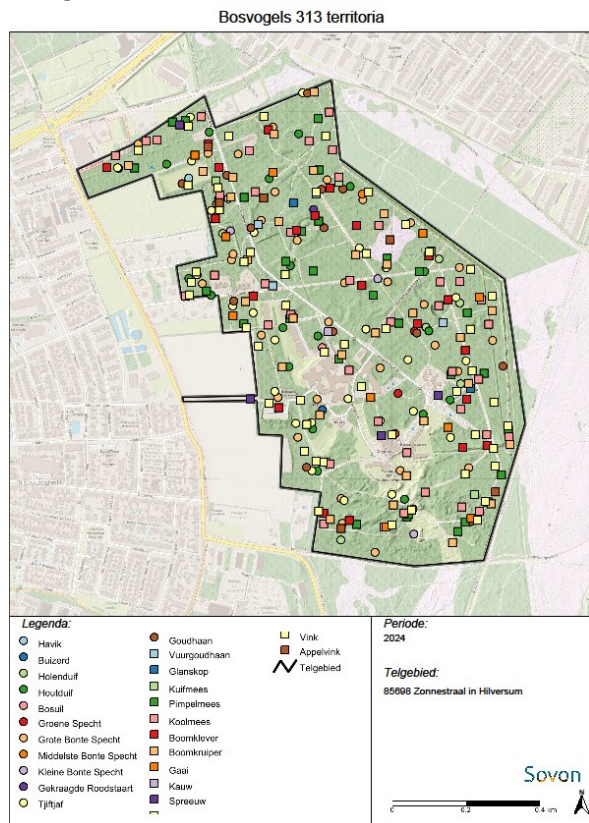 Bosvogels 313 territoria
Legenda:
Havik
Buizerd
Holenduif
Houtduif
Bosuil
Groene Specht
Grote Bonte Specht
Middelste Bonte Specht
Kleine Bonte Specht
Gekraagde Roodstaart
Tjiftjaf
Goudhaan
Vuurgoudhaan
Glanskop
Kuifmees
Pimpelmees
Koolmees
Boomklever
Boomkruiper
Gaai
Kauw
Spreeuw
Vink
Appelvink
Telgebied
Periode:
2024
Telgebied:
85698 Zonnestraal in Hilversum
Sovon
0 0.2 0.4 km
N